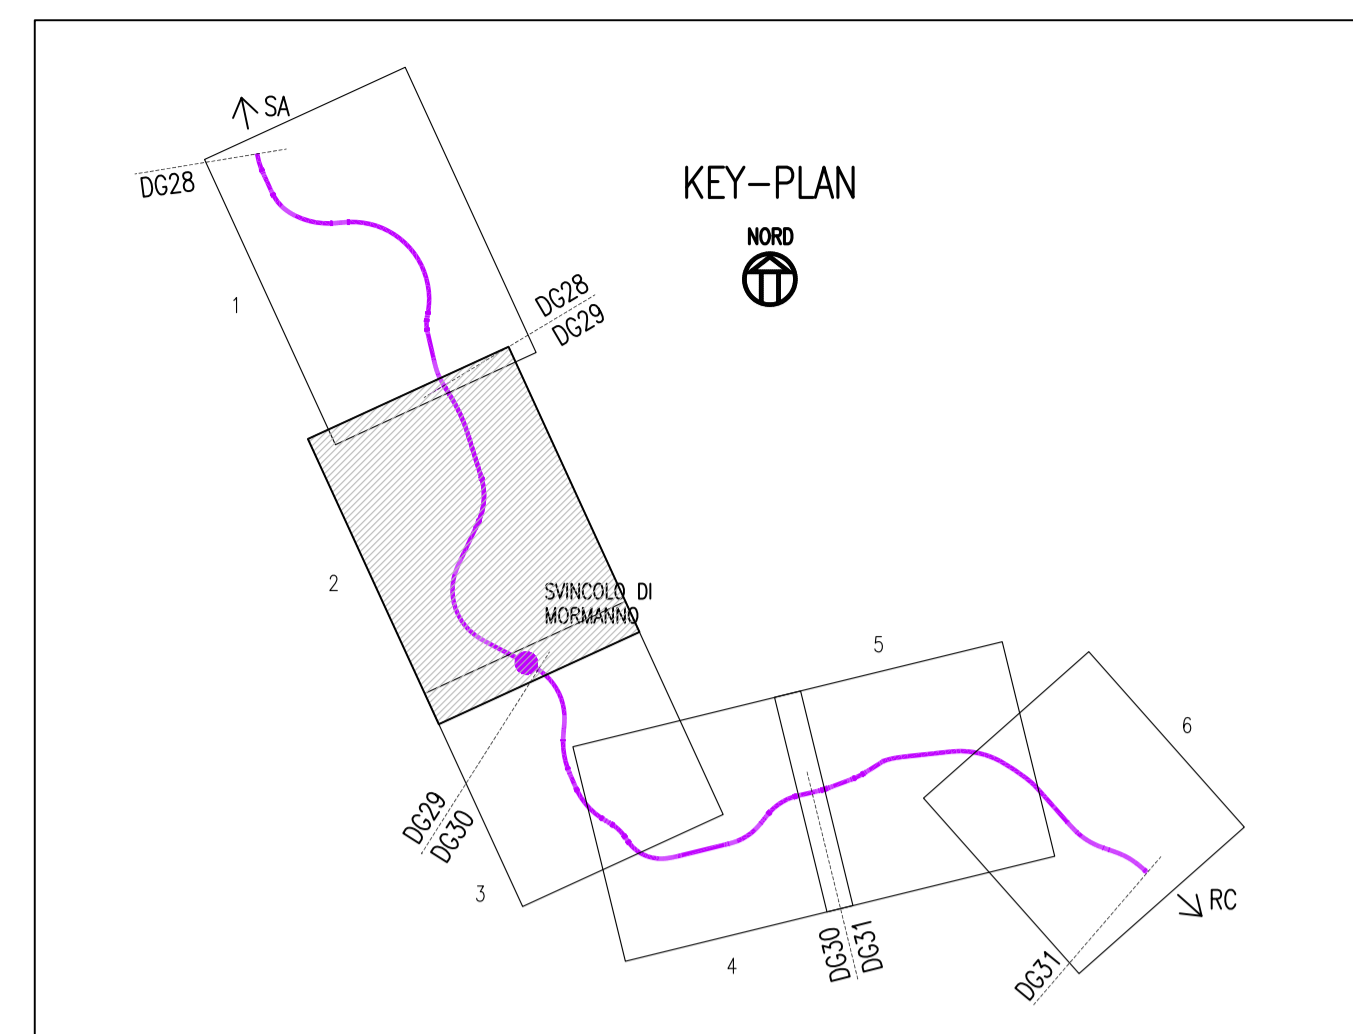 SA
DG28
KEY-PLAN
NORD
1
DG28
DG29
2
SVINCOLO DI
MORMANNO
5
6
DG29
DG30
3
4
DG30
DG31
RC
DG31